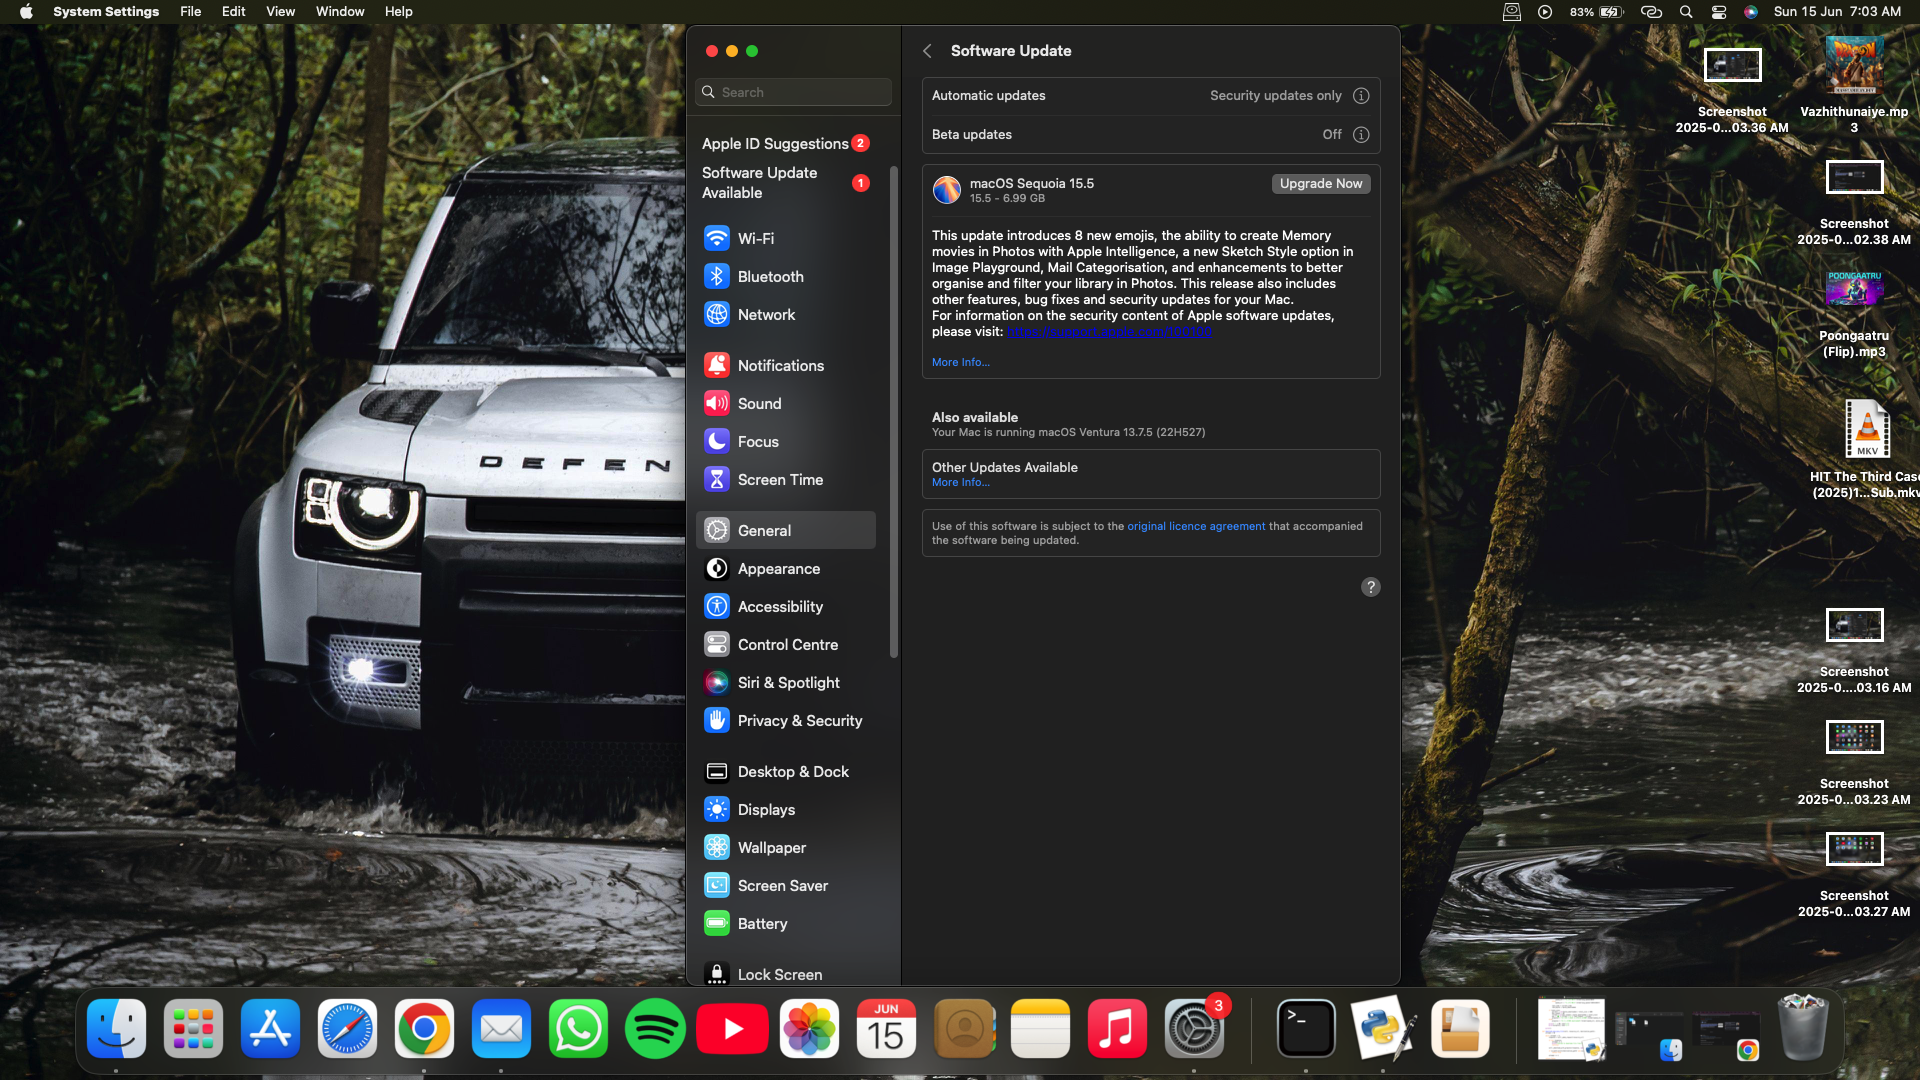 System Settings File Edit View Window Help
83%
Sun 15 Jun 7:03 AM
Search
Apple ID Suggestions 2
Software Update
Available
1
Wi-Fi
Bluetooth
Network
Notifications
Sound
Focus
Screen Time
General
Appearance
Accessibility
Control Centre
Siri & Spotlight
Privacy & Security
Desktop & Dock
Displays
Wallpaper
Screen Saver
Battery
Lock Screen
Software Update
Automatic updates
Security updates only
Beta updates
Off
macOS Sequoia 15.5
15.5 - 6.99 GB
Upgrade Now
This update introduces 8 new emojis, the ability to create Memory
movies in Photos with Apple Intelligence, a new Sketch Style option in
Image Playground, Mail Categorisation, and enhancements to better
organise and filter your library in Photos. This release also includes
other features, bug fixes and security updates for your Mac.
For information on the security content of Apple software updates,
please visit: https://support.apple.com/100100
More Info...
Also available
Your Mac is running macOS Ventura 13.7.5 (22H527)
Other Updates Available
More Info...
Use of this software is subject to the original licence agreement that accompanied
the software being updated.
?
DEFEN
Screenshot
2025-0...03.36 AM
Vazhithunaiye.mp
3
Screenshot
2025-0...02.38 AM
POONGAATRU
Poongaatru
(Flip).mp3
MKV
HIT The Third Case
(2025)1...Sub.mkv
Screenshot
2025-0....03.16 AM
Screenshot
2025-0...03.23 AM
Screenshot
2025-0...03.27 AM
JUN
15
3
>_